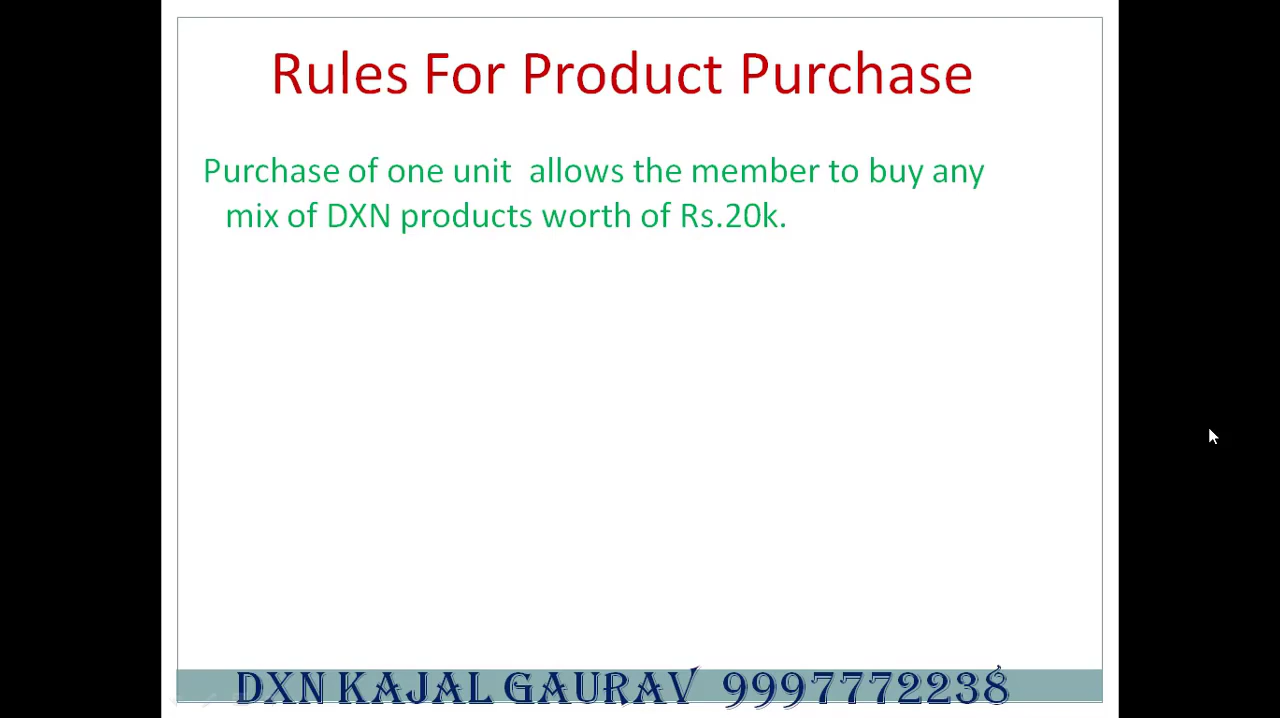 Rules For Product Purchase
Purchase of one unit allows the member to buy any
mix of DXN products worth of Rs.20k.
DXN KAJAL GAURAV 9997772238